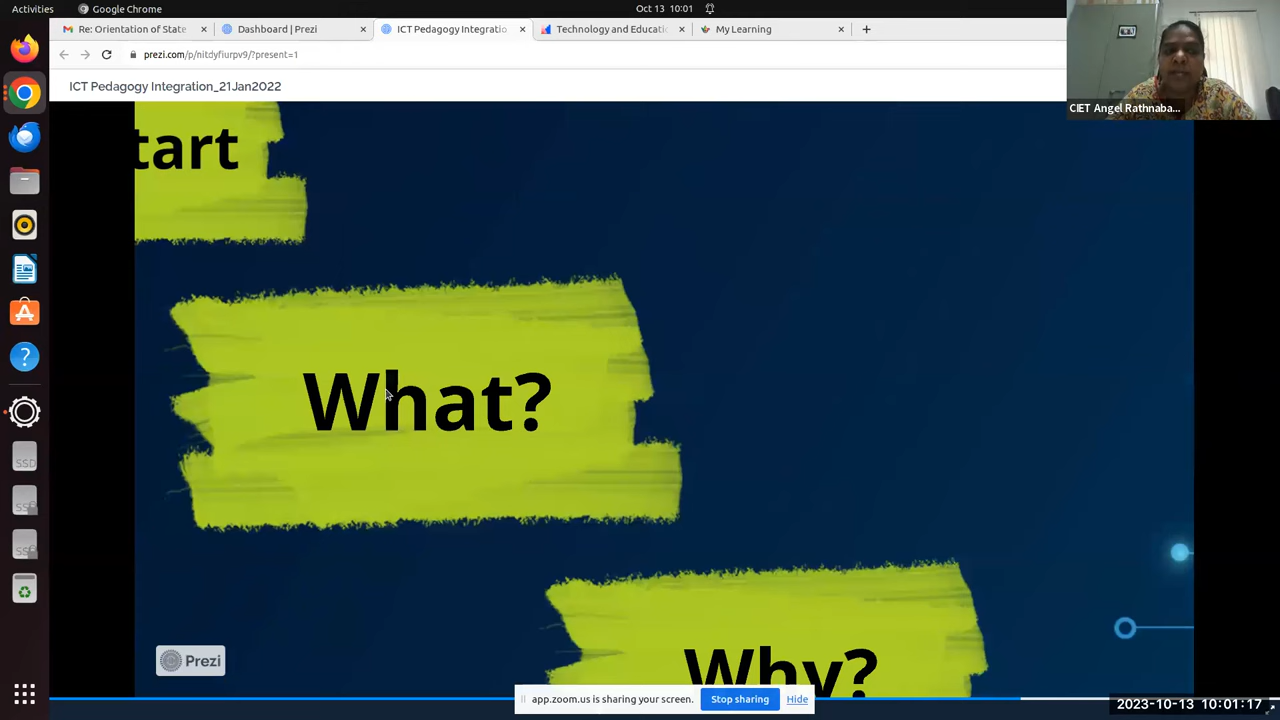 Activities
Google Chrome
Oct 13 10:01
Re: Orientation of State
Dashboard | Prezi
ICT Pedagogy Integratio
Technology and Educatio
My Learning
prezi.com/p/nitdyfiurpv9/?present=1
ICT Pedagogy Integration_21Jan2022
CIET Angel Rathnaba...
tart
What?
Why?
SSD
Prezi
app.zoom.us is sharing your screen.
Stop sharing
Hide
2023-10-13 10:01:17